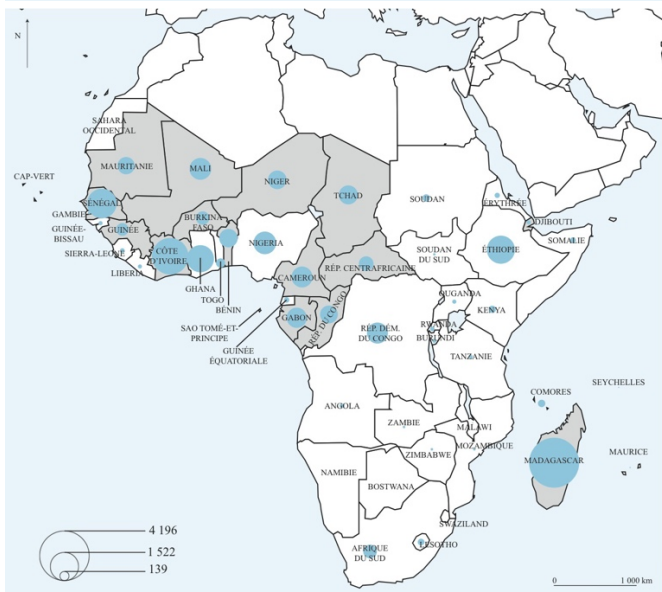 N
SAHARA
OCCIDENTAL
CAP-VERT
MAURITANIE
MALI
NIGER
TCHAD
SOUDAN
ÉRYTHRÉE
SÉNÉGAL
GAMBIE
GUINÉE-
BISSAU
GUINÉE
SIERRA-LEONE
LIBERIA
BURKINA
FASO
CÔTE
D'IVOIRE
GHANA
TOGO
BÉNIN
NIGERIA
DJIBOUTI
SOMALIE
ÉTHIOPIE
SOUDAN
DU SUD
RÉP. CENTRAFRICAINE
CAMEROUN
SAO TOMÉ-ET-
PRINCIPE
GUINÉE
ÉQUATORIALE
GABON
RÉP. DU CONGO
RÉP. DÉM.
DU CONGO
OUGANDA
KENYA
RWANDA
BURUNDI
TANZANIE
SEYCHELLES
COMORES
ANGOLA
ZAMBIE
MALAWI
MOZAMBIQUE
ZIMBABWE
MADAGASCAR
MAURICE
NAMIBIE
BOSTWANA
SWAZILAND
LESOTHO
AFRIQUE
DU SUD
4 196
1 522
139
0 1 000 km